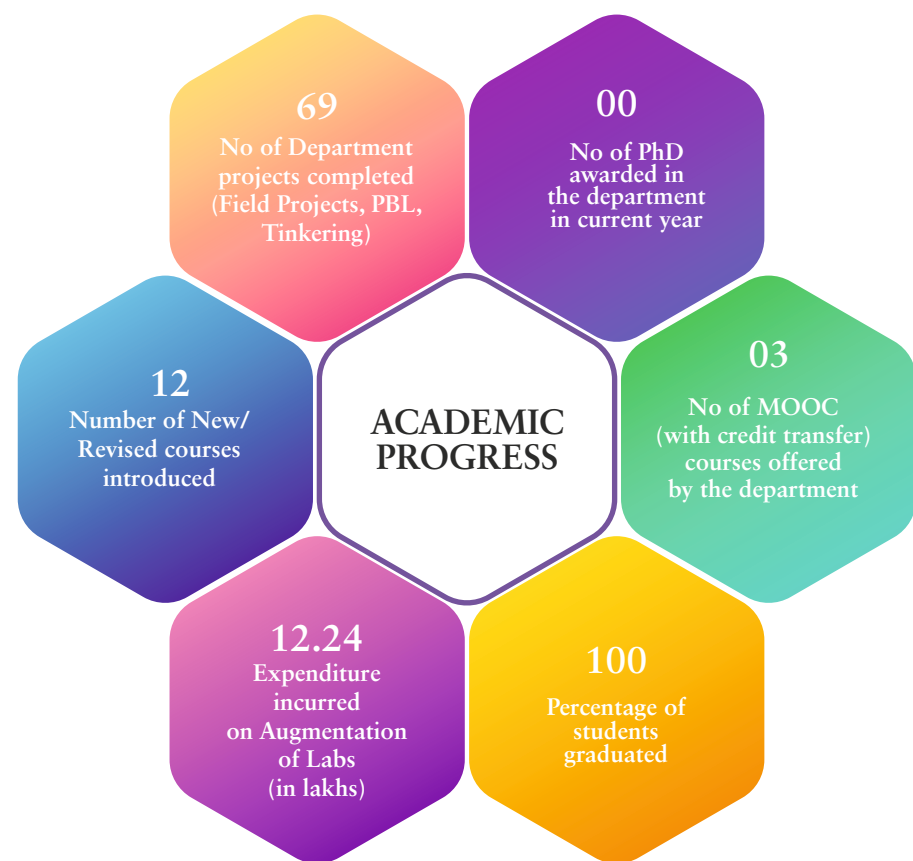 69
No of Department
projects completed
(Field Projects, PBL,
Tinkering)
00
No of PhD
awarded in
the department
in current year
12
Number of New/
Revised courses
introduced
ACADEMIC
PROGRESS
03
No of MOOC
(with credit transfer)
courses offered
by the department
12.24
Expenditure
incurred
on Augmentation
of Labs
(in lakhs)
100
Percentage of
students
graduated